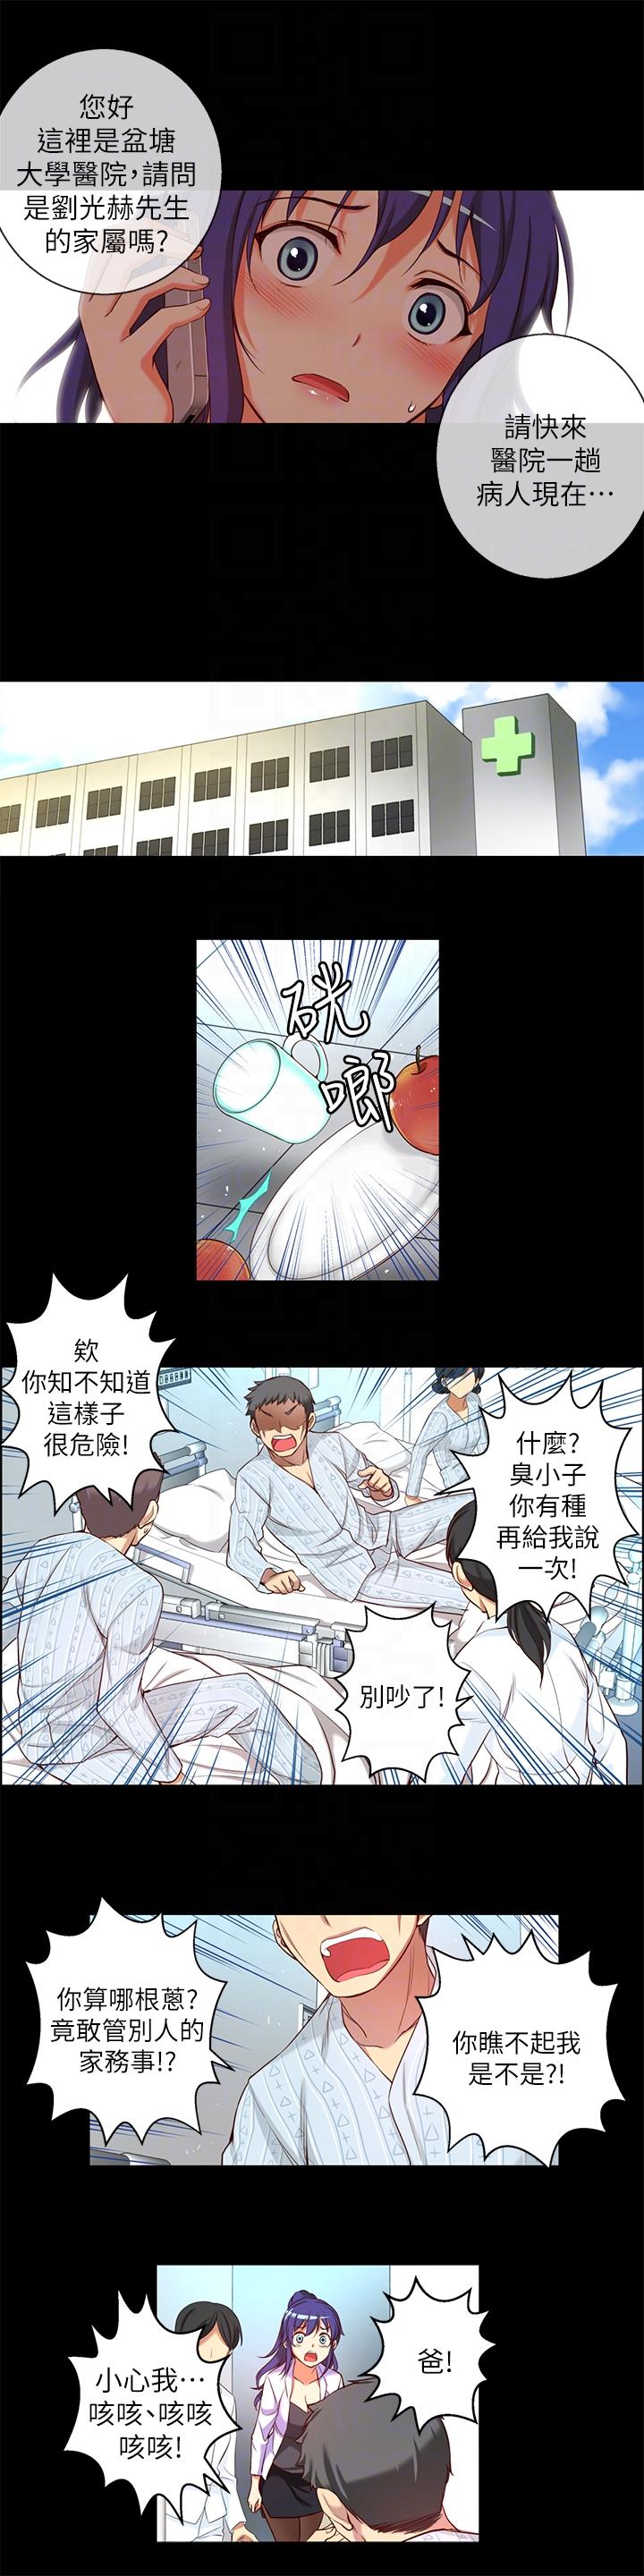 您好
這裡是盆塘
大學醫院,請問
是劉光赫先生
的家屬嗎?
請快來
醫院一趟
病人現在…
硄
啷
欸
你知不知道
這樣子
很危險!
什麼?
臭小子
你有種
再給我說
一次!
別吵了!
你算哪根蔥?
竟敢管別人的
家務事!?
你瞧不起我
是不是?!
爸!
小心我…
咳咳、咳咳
咳咳!